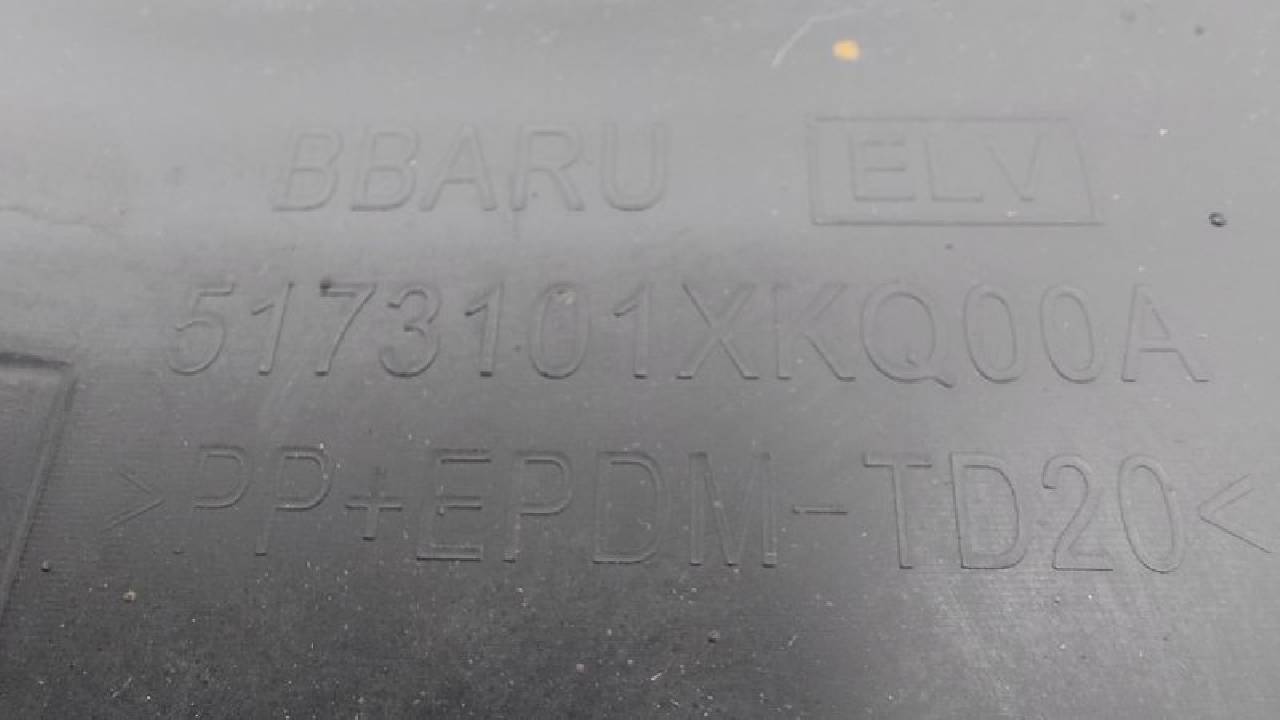 BBARU ELV
5173101XKQ00A
>PP+EPDM-TD20<